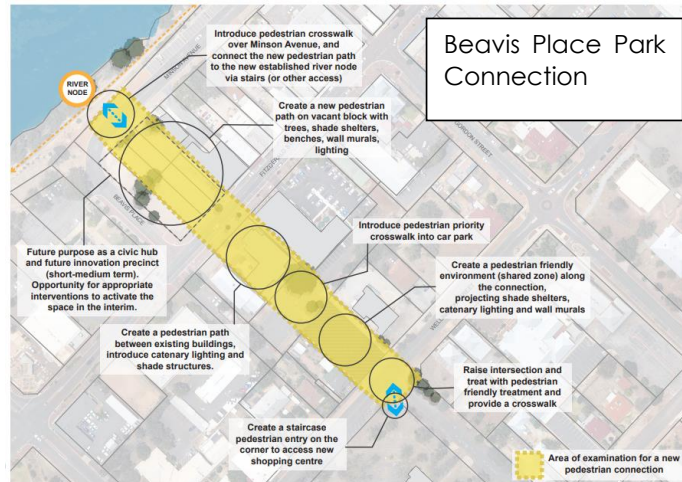 Beavis Place Park
Connection
Introduce pedestrian crosswalk
over Minson Avenue, and
connect the new pedestrian path
to the new established river node
via stairs (or other access)
MINSON AVENUE
RIVER
NODE
Create a new pedestrian
path on vacant block with
trees, shade shelters,
benches, wall murals,
lighting
GORDON STREET
BEAVIS PLACE
Introduce pedestrian priority
crosswalk into car park
Future purpose as a civic hub
and future innovation precinct
(short-medium term).
Opportunity for appropriate
interventions to activate the
space in the interim.
Create a pedestrian friendly
environment (shared zone) along
the connection,
projecting shade shelters,
catenary lighting and wall murals
Create a pedestrian path
between existing buildings,
introduce catenary lighting and
shade structures.
Raise intersection and
treat with pedestrian
friendly treatment and
provide a crosswalk
Create a staircase
pedestrian entry on the
corner to access new
shopping centre
Area of examination for a new
pedestrian connection